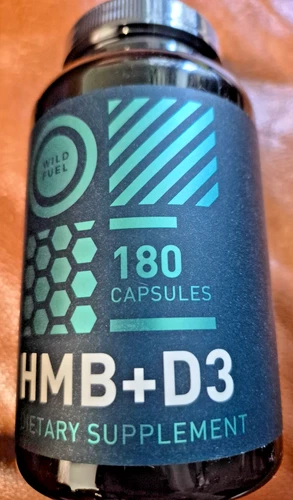 WILD
FUEL
180
CAPSULES
HMB+D3
DIETARY SUPPLEMENT